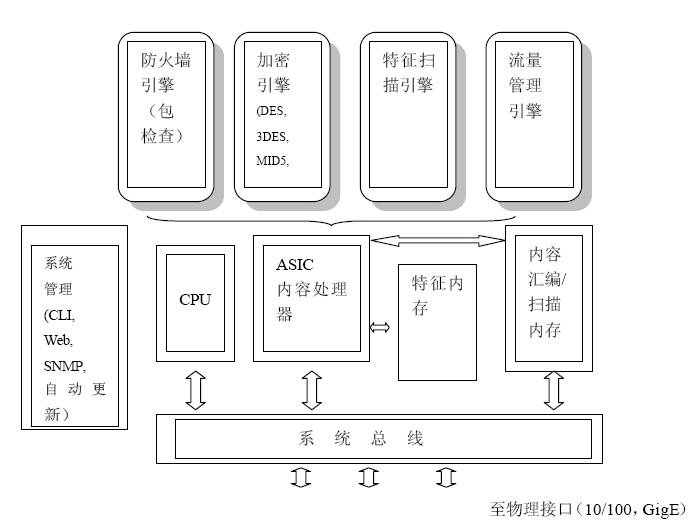 防火墙
引擎
（包
检查）
加密
引擎
(DES,
3DES,
MID5,
特征扫
描引擎
流量
管理
引擎
系统
管理
(CLI,
Web,
SNMP,
自动更
新）
CPU
ASIC
内容处理
器
特征内
存
内容
汇编/
扫描
内存
系统总线
至物理接口（10/100，GigE）